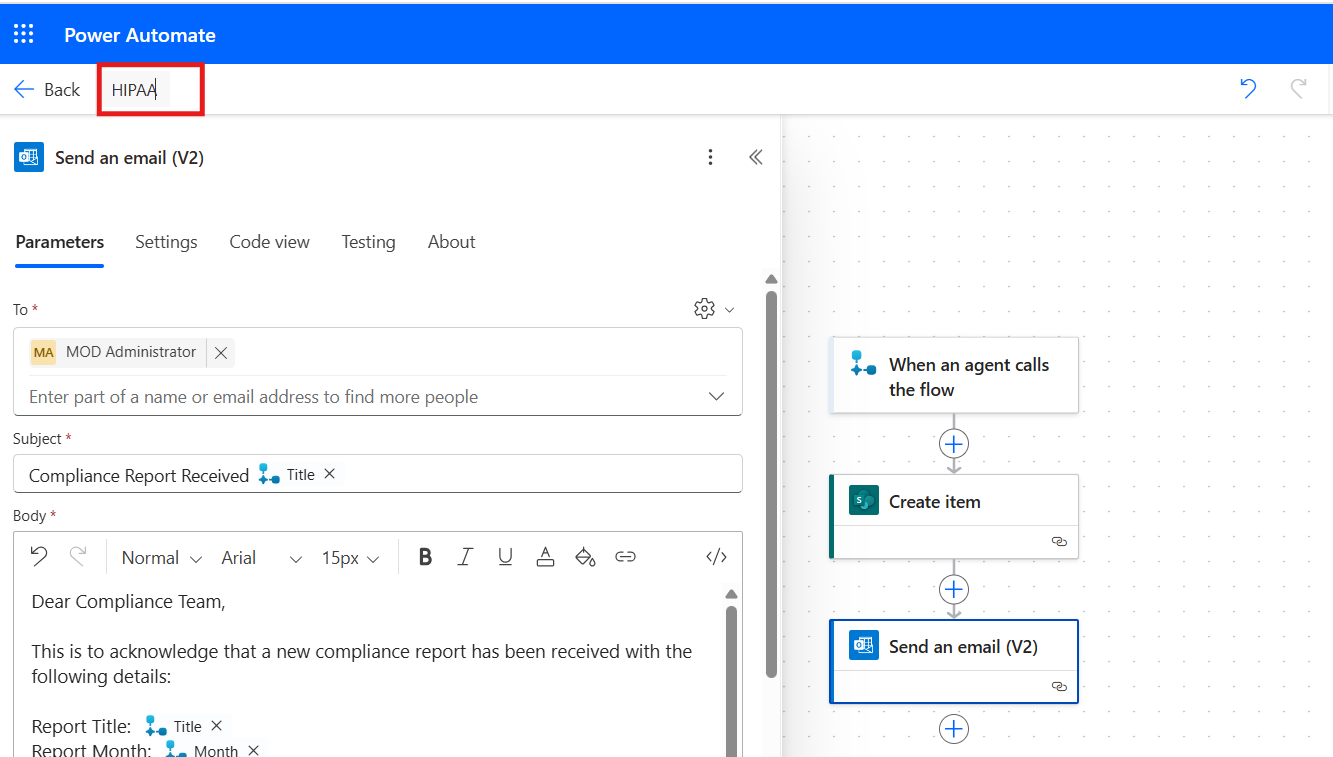 Power Automate
Back HIPAA
Send an email (V2)
Parameters Settings Code view Testing About
To *
MA MOD Administrator
Enter part of a name or email address to find more people
Subject *
Compliance Report Received Title
Body *
Normal Arial 15px B I U A </>
Dear Compliance Team,
This is to acknowledge that a new compliance report has been received with the
following details:
Report Title: Title
Report Month: Month
When an agent calls
the flow
S Create item
Send an email (V2)